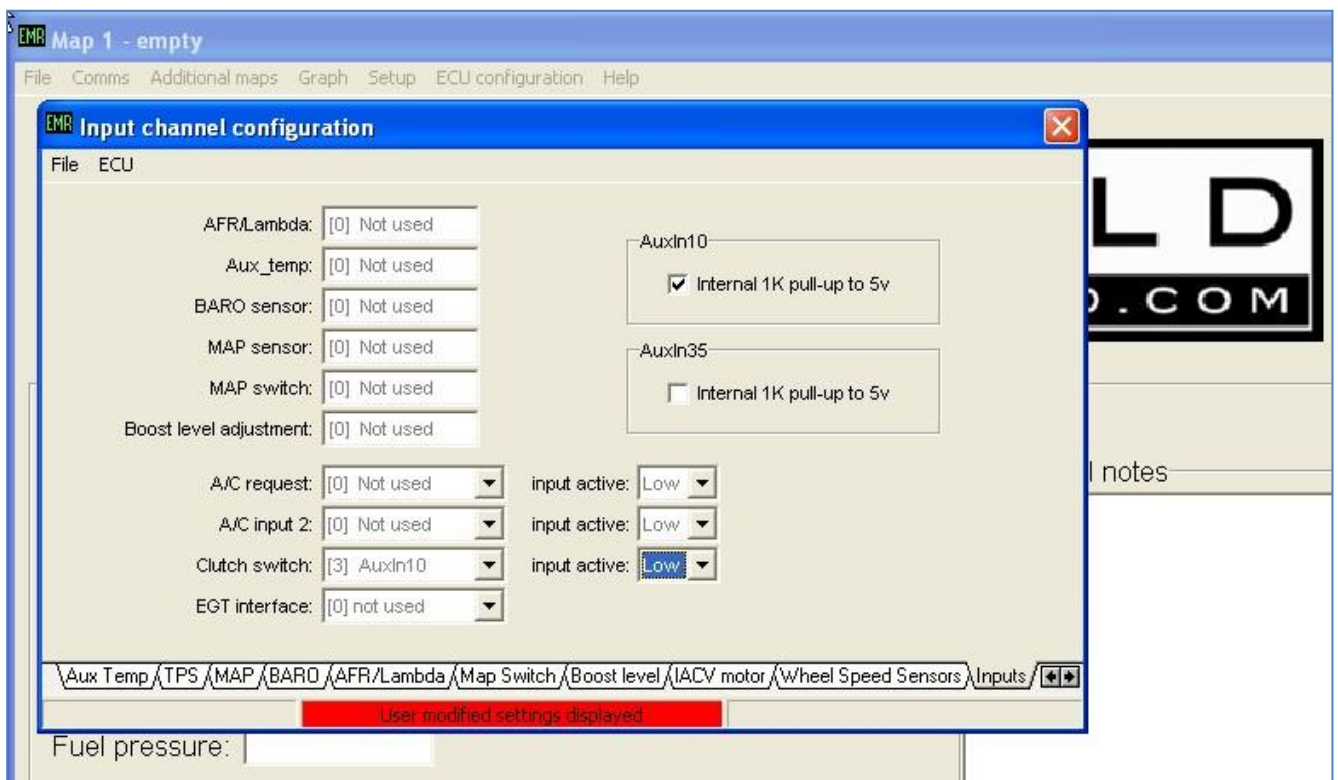 EMR Map 1 - empty
File Comms Additional maps Graph Setup ECU configuration Help
EMR Input channel configuration
File ECU
L D
.COM
AFR/Lambda: [0] Not used
Aux_temp: [0] Not used
BARO sensor: [0] Not used
MAP sensor: [0] Not used
MAP switch: [0] Not used
Boost level adjustment: [0] Not used
AuxIn10
Internal 1K pull-up to 5v
AuxIn35
Internal 1K pull-up to 5v
A/C request: [0] Not used input active: Low
A/C input 2: [0] Not used input active: Low
Clutch switch: [3] AuxIn10 input active: Low
EGT interface: [0] not used
notes
Aux Temp TPS MAP BARO AFR/Lambda Map Switch Boost level IACV motor Wheel Speed Sensors Inputs
User modified settings displayed
Fuel pressure: